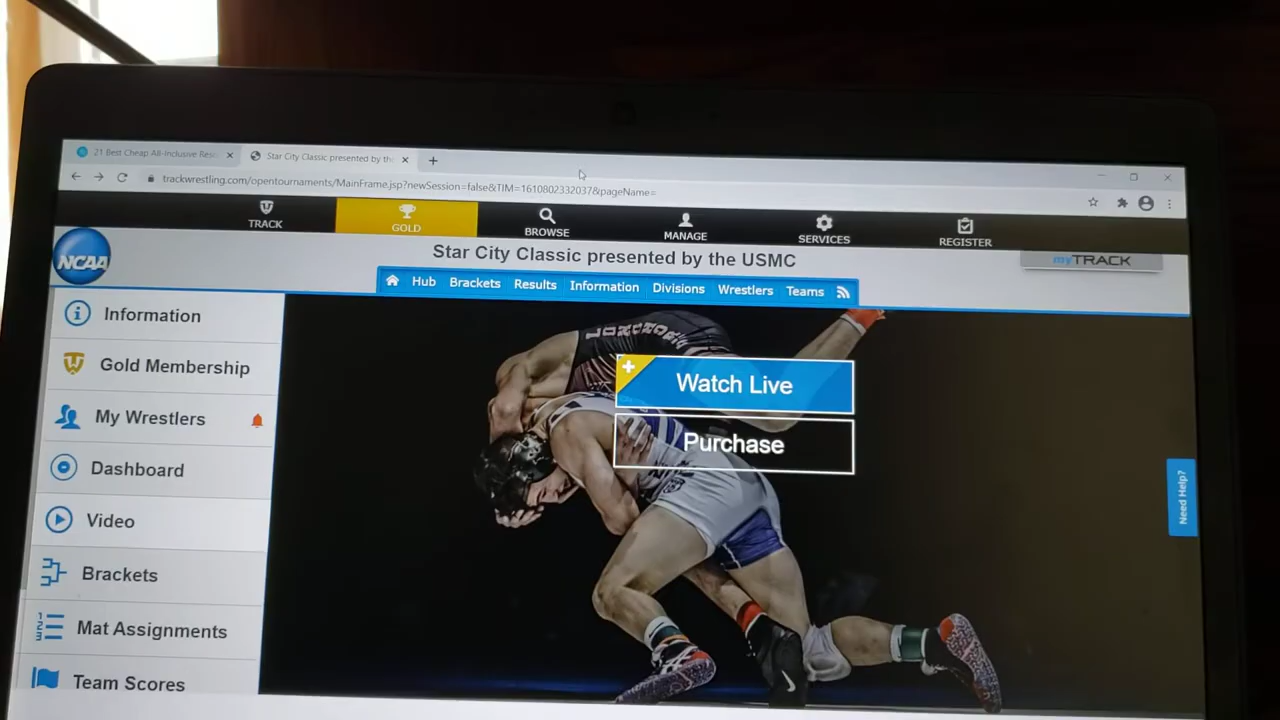 21 Best Cheap All-Inclusive Reso
Star City Classic presented by the
trackwrestling.com/opentournaments/MainFrame.jsp?newSession=false&TIM=1610802332037&pageName=
TRACK
GOLD
BROWSE
MANAGE
SERVICES
REGISTER
NCAA
Star City Classic presented by the USMC
myTRACK
Hub Brackets Results Information Divisions Wrestlers Teams
Information
Gold Membership
My Wrestlers
Dashboard
Video
Brackets
Mat Assignments
Team Scores
Watch Live
Purchase
Need Help?